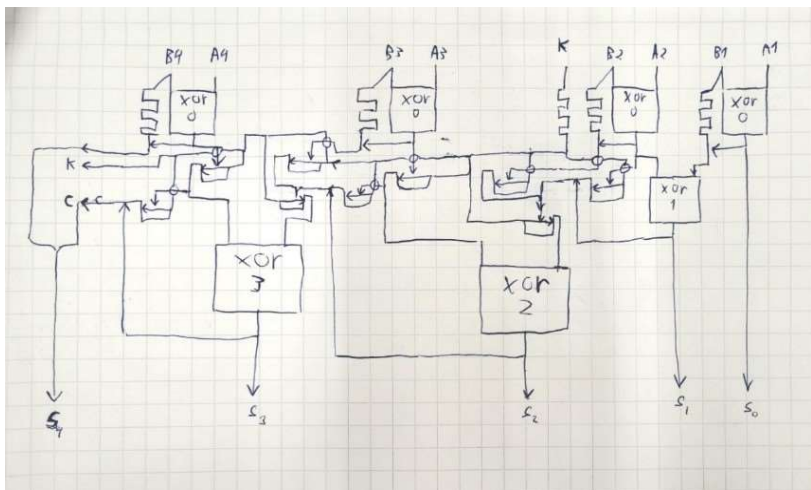 B4 A4 B3 A3 K B2 A2 B1 A1
xor 0 xor 0 xor 0 xor 0
K
xor 1
C C
xor 3
xor 2
S4 S3 S2 S1 S0